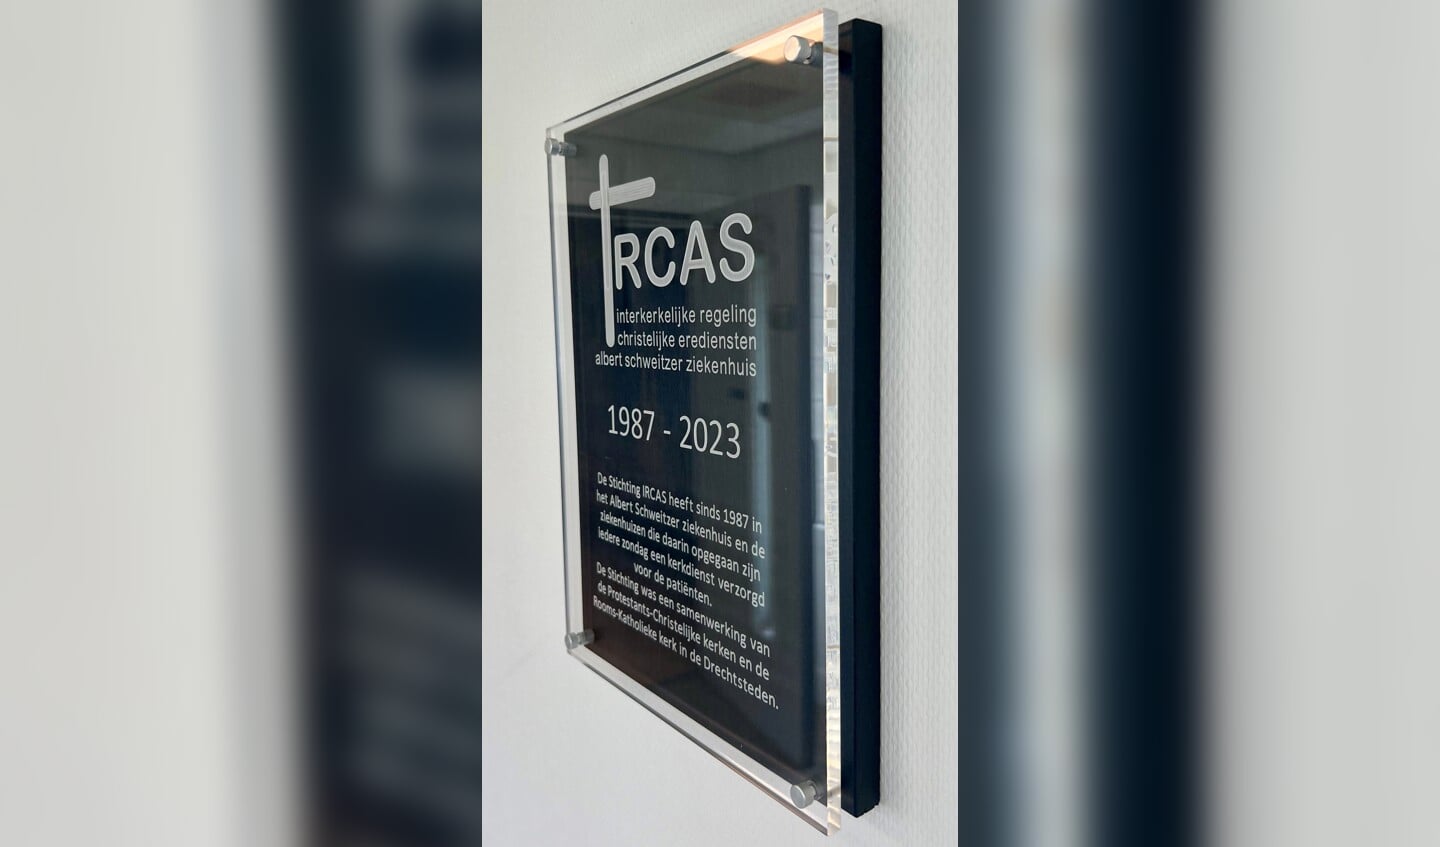 IRCAS
interkerkelijke regeling
christelijke erediensten
albert schweitzer ziekenhuis
1987 - 2023
De Stichting IRCAS heeft sinds 1987 in
het Albert Schweitzer ziekenhuis en de
ziekenhuizen die daarin opgegaan zijn
iedere zondag een kerkdienst verzorgd
voor de patiënten.
De Stichting was een samenwerking van
de Protestants-Christelijke kerken en de
Rooms-Katholieke kerk in de Drechtsteden.